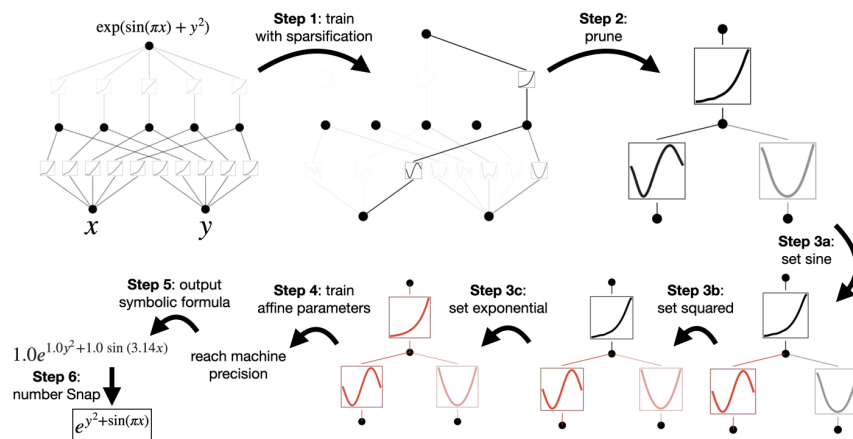 exp(sin(πx) + y²)
Step 1: train
with sparsification
Step 2:
prune
x
y
Step 3a:
set sine
Step 3b:
set squared
Step 3c:
set exponential
Step 4: train
affine parameters
reach machine
precision
Step 5: output
symbolic formula
1.0e^{1.0y²+1.0 sin (3.14x)}
Step 6:
number Snap
e^{y²+sin(πx)}